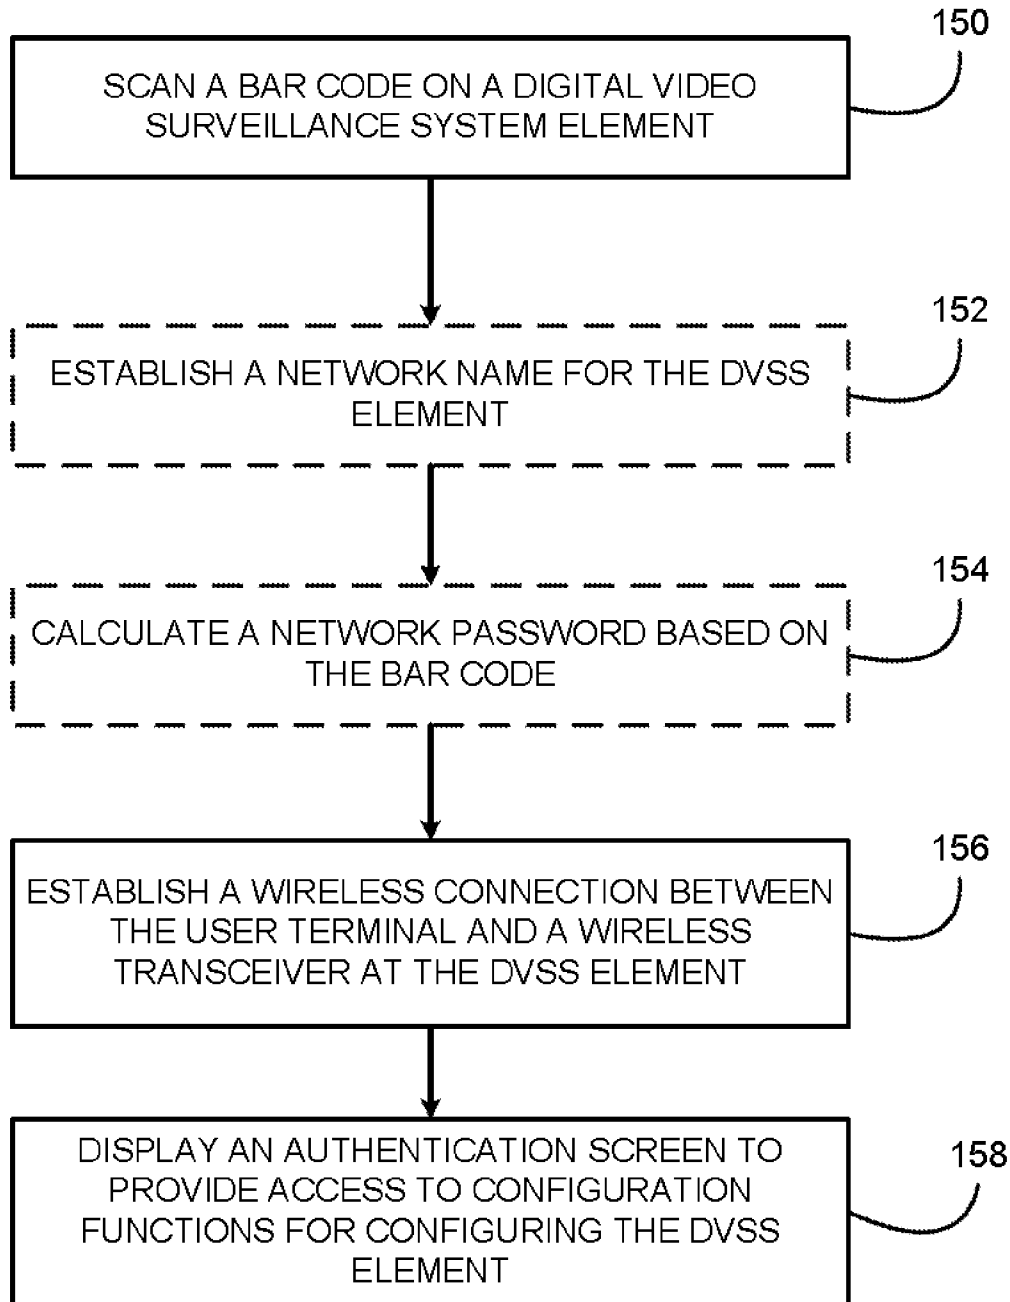 150
SCAN A BAR CODE ON A DIGITAL VIDEO
SURVEILLANCE SYSTEM ELEMENT
152
ESTABLISH A NETWORK NAME FOR THE DVSS
ELEMENT
154
CALCULATE A NETWORK PASSWORD BASED ON
THE BAR CODE
156
ESTABLISH A WIRELESS CONNECTION BETWEEN
THE USER TERMINAL AND A WIRELESS
TRANSCEIVER AT THE DVSS ELEMENT
158
DISPLAY AN AUTHENTICATION SCREEN TO
PROVIDE ACCESS TO CONFIGURATION
FUNCTIONS FOR CONFIGURING THE DVSS
ELEMENT